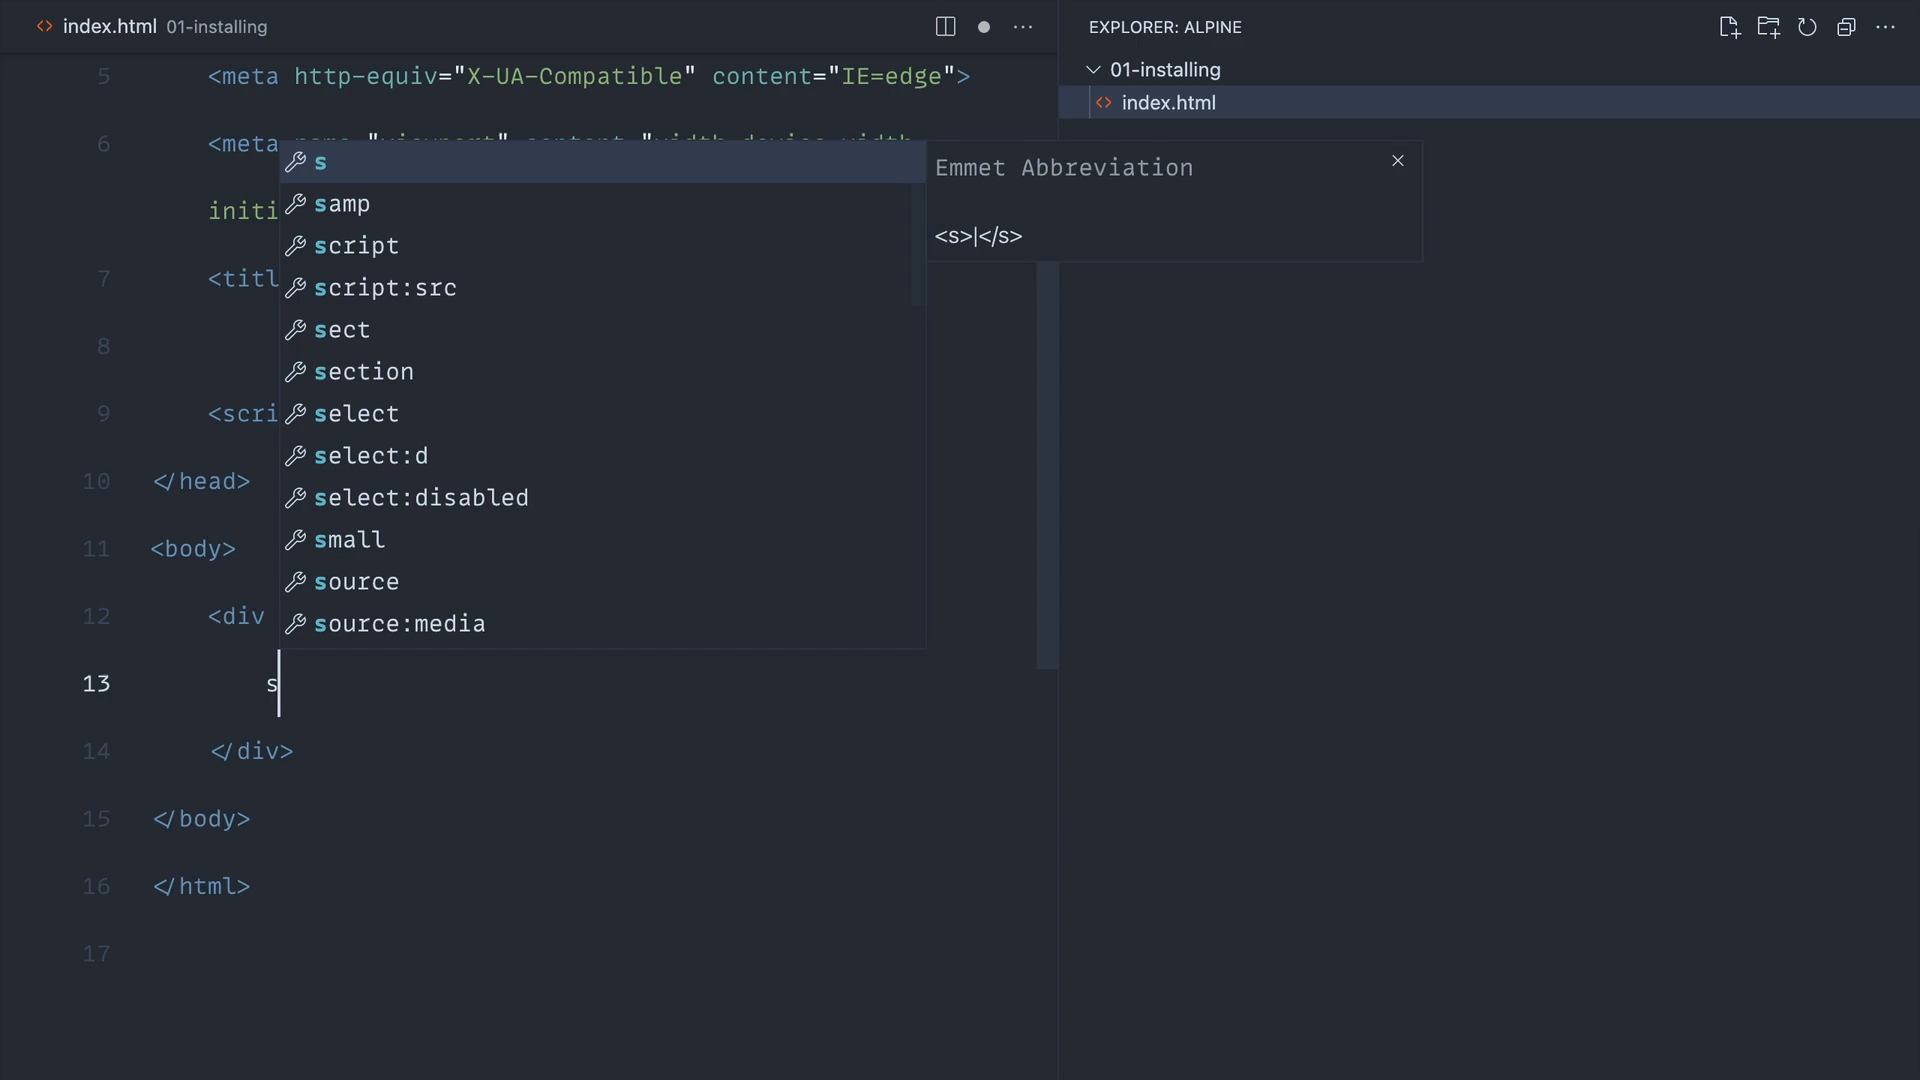 index.html 01-installing
EXPLORER: ALPINE
01-installing
index.html
5 <meta http-equiv="X-UA-Compatible" content="IE=edge">
6 <meta
initi
7 <titl
8
9 <scri
10 </head>
11 <body>
12 <div
13 s
14 </div>
15 </body>
16 </html>
17
s
samp
script
script:src
sect
section
select
select:d
select:disabled
small
source
source:media
Emmet Abbreviation
<s>|</s>